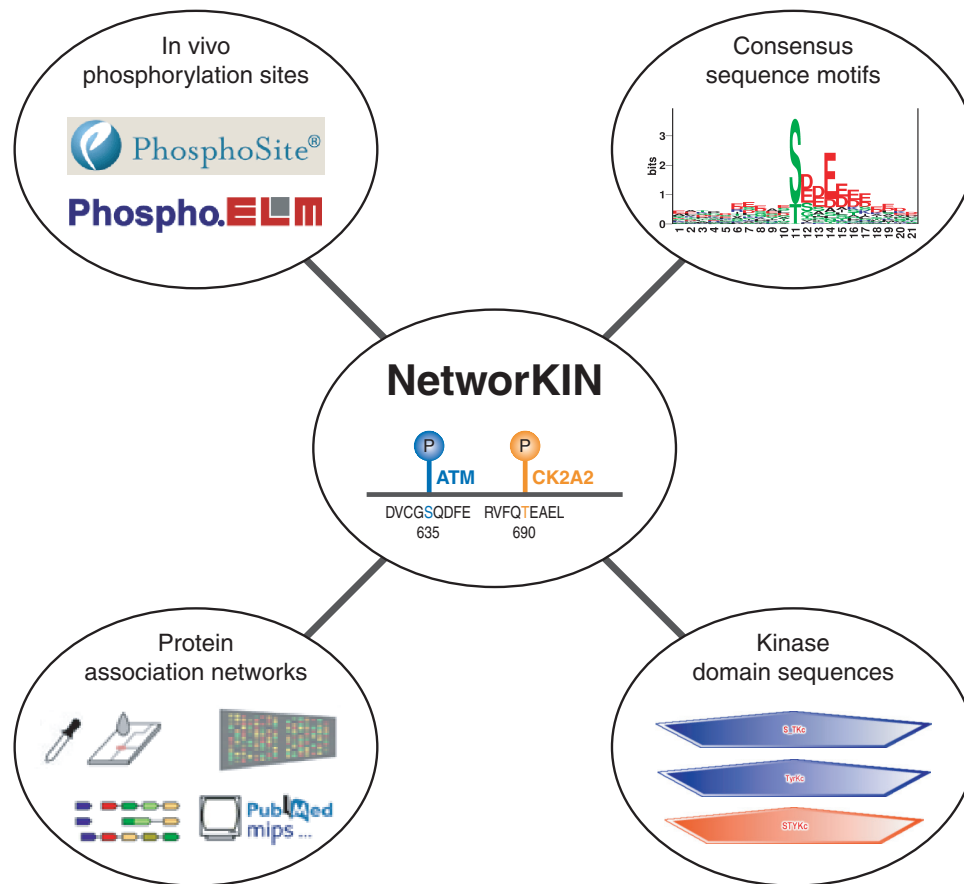 In vivo
phosphorylation sites
PhosphoSite®
Phospho.ELM
Consensus
sequence motifs
bits
3
2
1
0
1 2 3 4 5 6 7 8 9 10 11 12 13 14 15 16 17 18 19 20 21
NetworKIN
P P
ATM CK2A2
DVCGSQDFE RVFQTEAEL
635 690
Protein
association networks
PubMed
mips ...
Kinase
domain sequences
S_TKc
TyrKc
STYKc